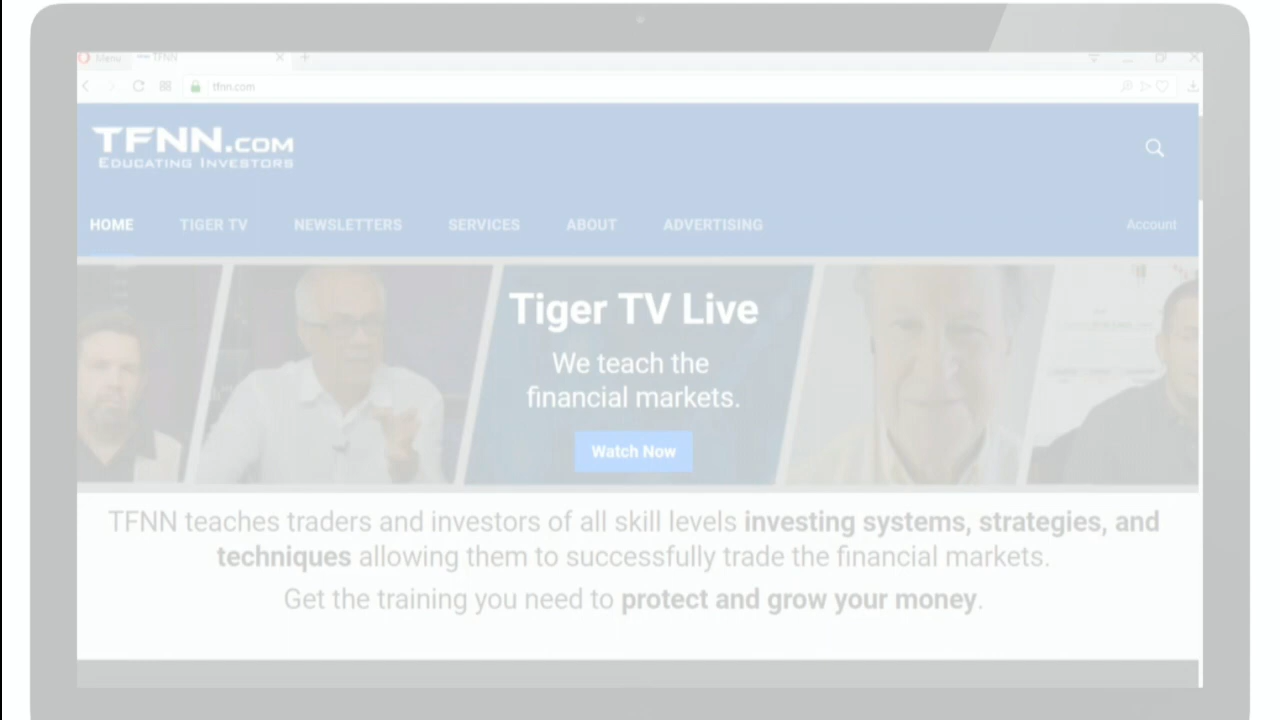 Menu
TFNN
tfnn.com
TFNN.COM
EDUCATING INVESTORS
HOME TIGER TV NEWSLETTERS SERVICES ABOUT ADVERTISING Account
Tiger TV Live
We teach the
financial markets.
Watch Now
TFNN teaches traders and investors of all skill levels investing systems, strategies, and
techniques allowing them to successfully trade the financial markets.
Get the training you need to protect and grow your money.